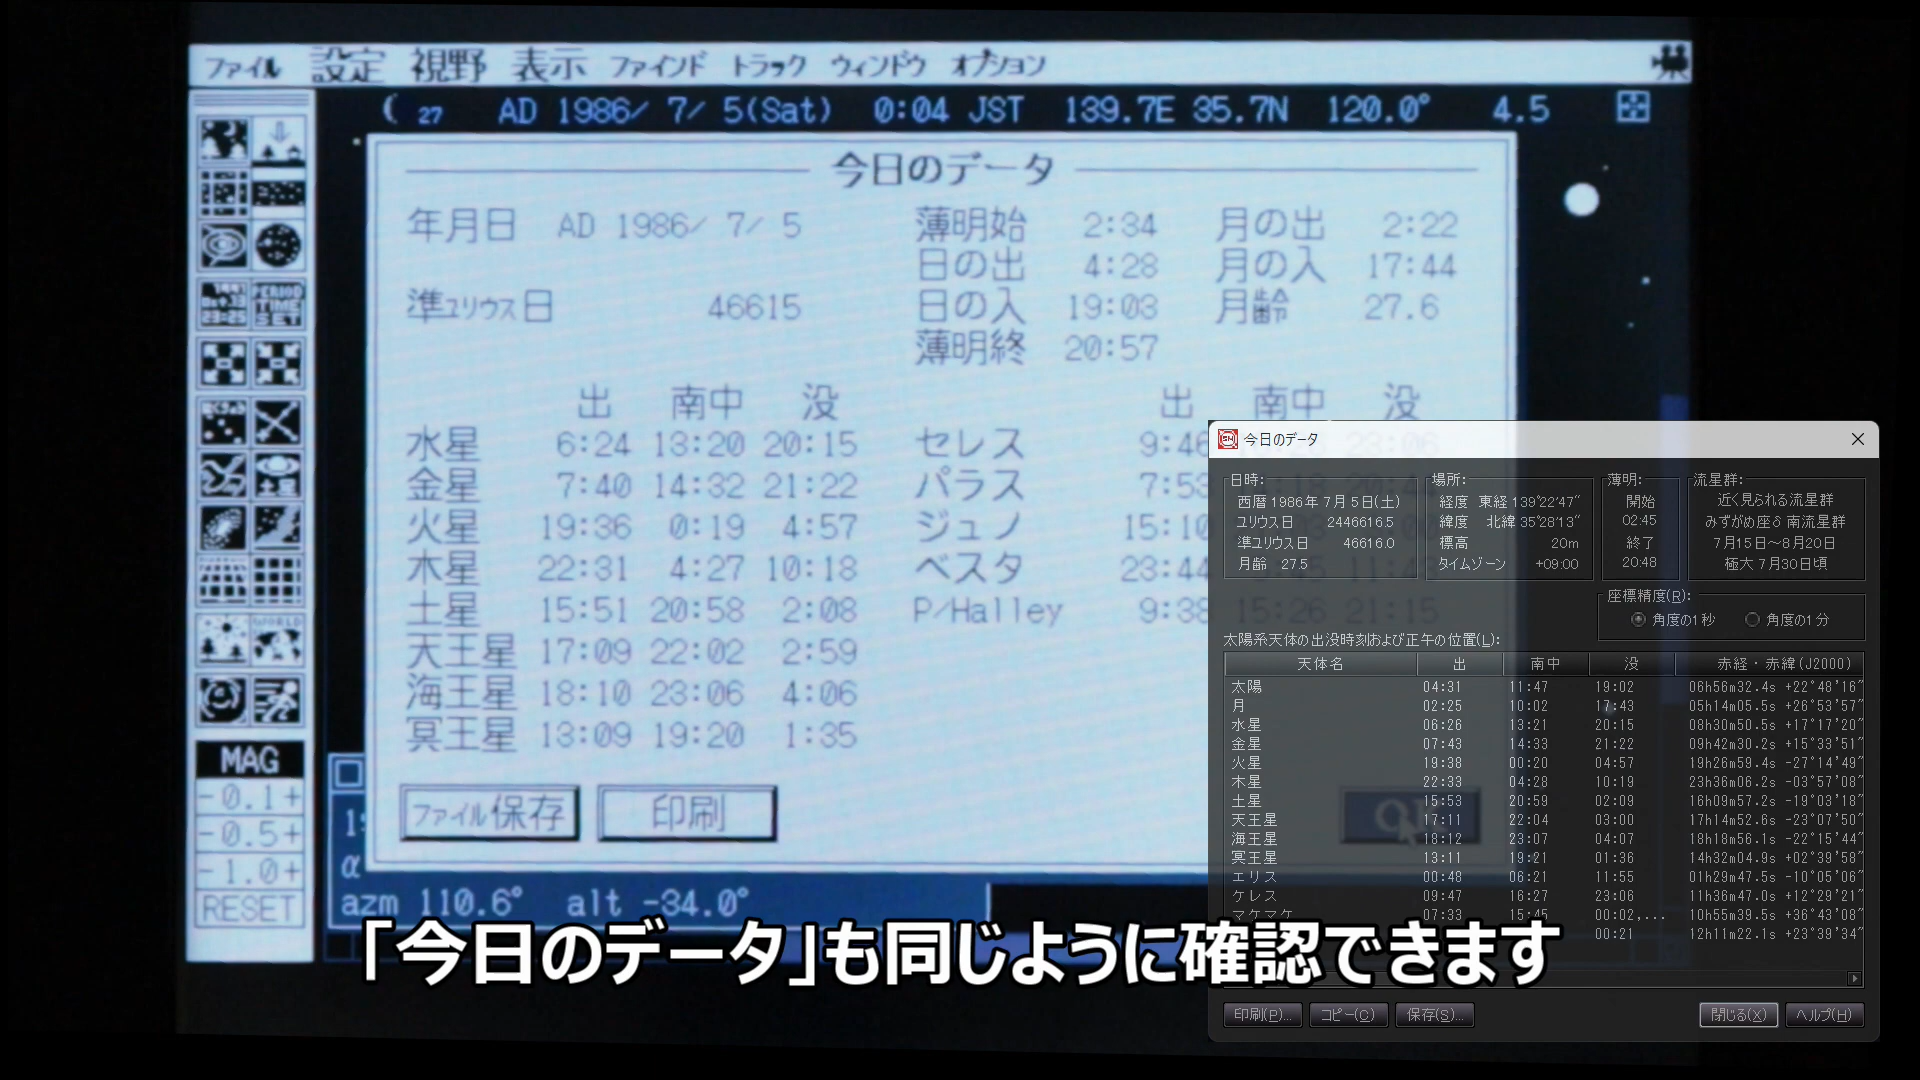 ファイル 設定 視野 表示 ファインド トラック ウィンドウ オプション
27 AD 1986/ 7/ 5(Sat) 0:04 JST 139.7E 35.7N 120.0° 4.5
今日のデータ
年月日 AD 1986/ 7/ 5 薄明始 2:34 月の出 2:22
日の出 4:28 月の入 17:44
準ユリウス日 46615 日の入 19:03 月齢 27.6
薄明終 20:57
出 南中 没 出 南中 没
水星 6:24 13:20 20:15 セレス 9:46 23:06
金星 7:40 14:32 21:22 パラス 7:53
火星 19:36 0:19 4:57 ジュノ 15:10
木星 22:31 4:27 10:18 ベスタ 23:44
土星 15:51 20:58 2:08 P/Halley 9:38 15:26 21:15
天王星 17:09 22:02 2:59
海王星 18:10 23:06 4:06
冥王星 13:09 19:20 1:35
ファイル保存 印刷
PERIOD
TIME
SET
土星
WORLD
MAG
-0.1+
-0.5+
-1.0+
RESET
α
azm 110.6° alt -34.0°
今日のデータ
日時:
西暦 1986年 7月 5日(土)
ユリウス日 2446616.5
準ユリウス日 46616.0
月齢 27.5
場所:
経度 東経 139°22'47"
緯度 北緯 35°28'13"
標高 20m
タイムゾーン +09:00
薄明:
開始
02:45
終了
20:48
流星群:
近く見られる流星群
みずがめ座δ南流星群
7月15日～8月20日
極大 7月30日頃
座標精度(R):
角度の1秒 角度の1分
太陽系天体の出没時刻および正午の位置(L):
天体名 出 南中 没 赤経・赤緯(J2000)
太陽 04:31 11:47 19:02 06h56m32.4s +22°48'16"
月 02:25 10:02 17:43 05h14m05.5s +26°53'57"
水星 06:26 13:21 20:15 08h30m50.5s +17°17'20"
金星 07:43 14:33 21:22 09h42m30.2s +15°33'51"
火星 19:38 00:20 04:57 19h26m59.4s -27°14'49"
木星 22:33 04:28 10:19 23h36m06.2s -03°57'08"
土星 15:53 20:59 02:09 16h09m57.2s -19°03'18"
天王星 17:11 22:04 03:00 17h14m52.6s -23°07'50"
海王星 18:12 23:07 04:07 18h18m56.1s -22°15'44"
冥王星 13:11 19:21 01:36 14h32m04.9s +02°39'58"
エリス 00:48 06:21 11:55 01h29m47.5s -10°05'06"
ケレス 09:47 16:27 23:06 11h36m47.0s +12°29'21"
マケマケ 07:33 15:45 00:02,... 10h55m39.5s +36°43'08"
00:21 12h11m22.1s +23°39'34"
印刷(P)... コピー(C) 保存(S)... 閉じる(X) ヘルプ(H)
「今日のデータ」も同じように確認できます